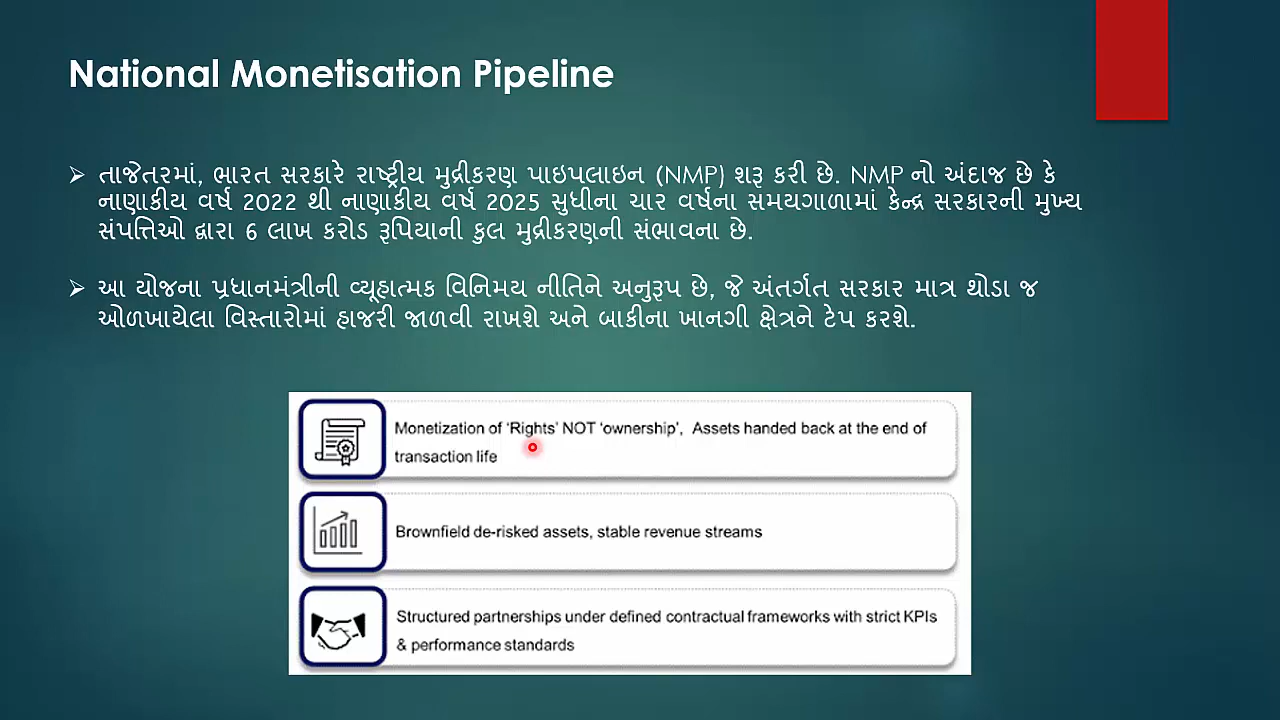 National Monetisation Pipeline
➢ તાજેતરમાં, ભારત સરકારે રાષ્ટ્રીય મુદ્રીકરણ પાઇપલાઇન (NMP) શરૂ કરી છે. NMP નો અંદાજ છે કે
નાણાકીય વર્ષ 2022 થી નાણાકીય વર્ષ 2025 સુધીના ચાર વર્ષના સમયગાળામાં કેન્દ્ર સરકારની મુખ્ય
સંપત્તિઓ દ્વારા 6 લાખ કરોડ રૂપિયાની કુલ મુદ્રીકરણની સંભાવના છે.
➢ આ યોજના પ્રધાનમંત્રીની વ્યૂહાત્મક વિનિમય નીતિને અનુરૂપ છે, જે અંતર્ગત સરકાર માત્ર થોડા જ
ઓળખાયેલા વિસ્તારોમાં હાજરી જાળવી રાખશે અને બાકીના ખાનગી ક્ષેત્રને ટેપ કરશે.
Monetization of ‘Rights’ NOT ‘ownership’, Assets handed back at the end of
transaction life
Brownfield de-risked assets, stable revenue streams
Structured partnerships under defined contractual frameworks with strict KPIs
& performance standards